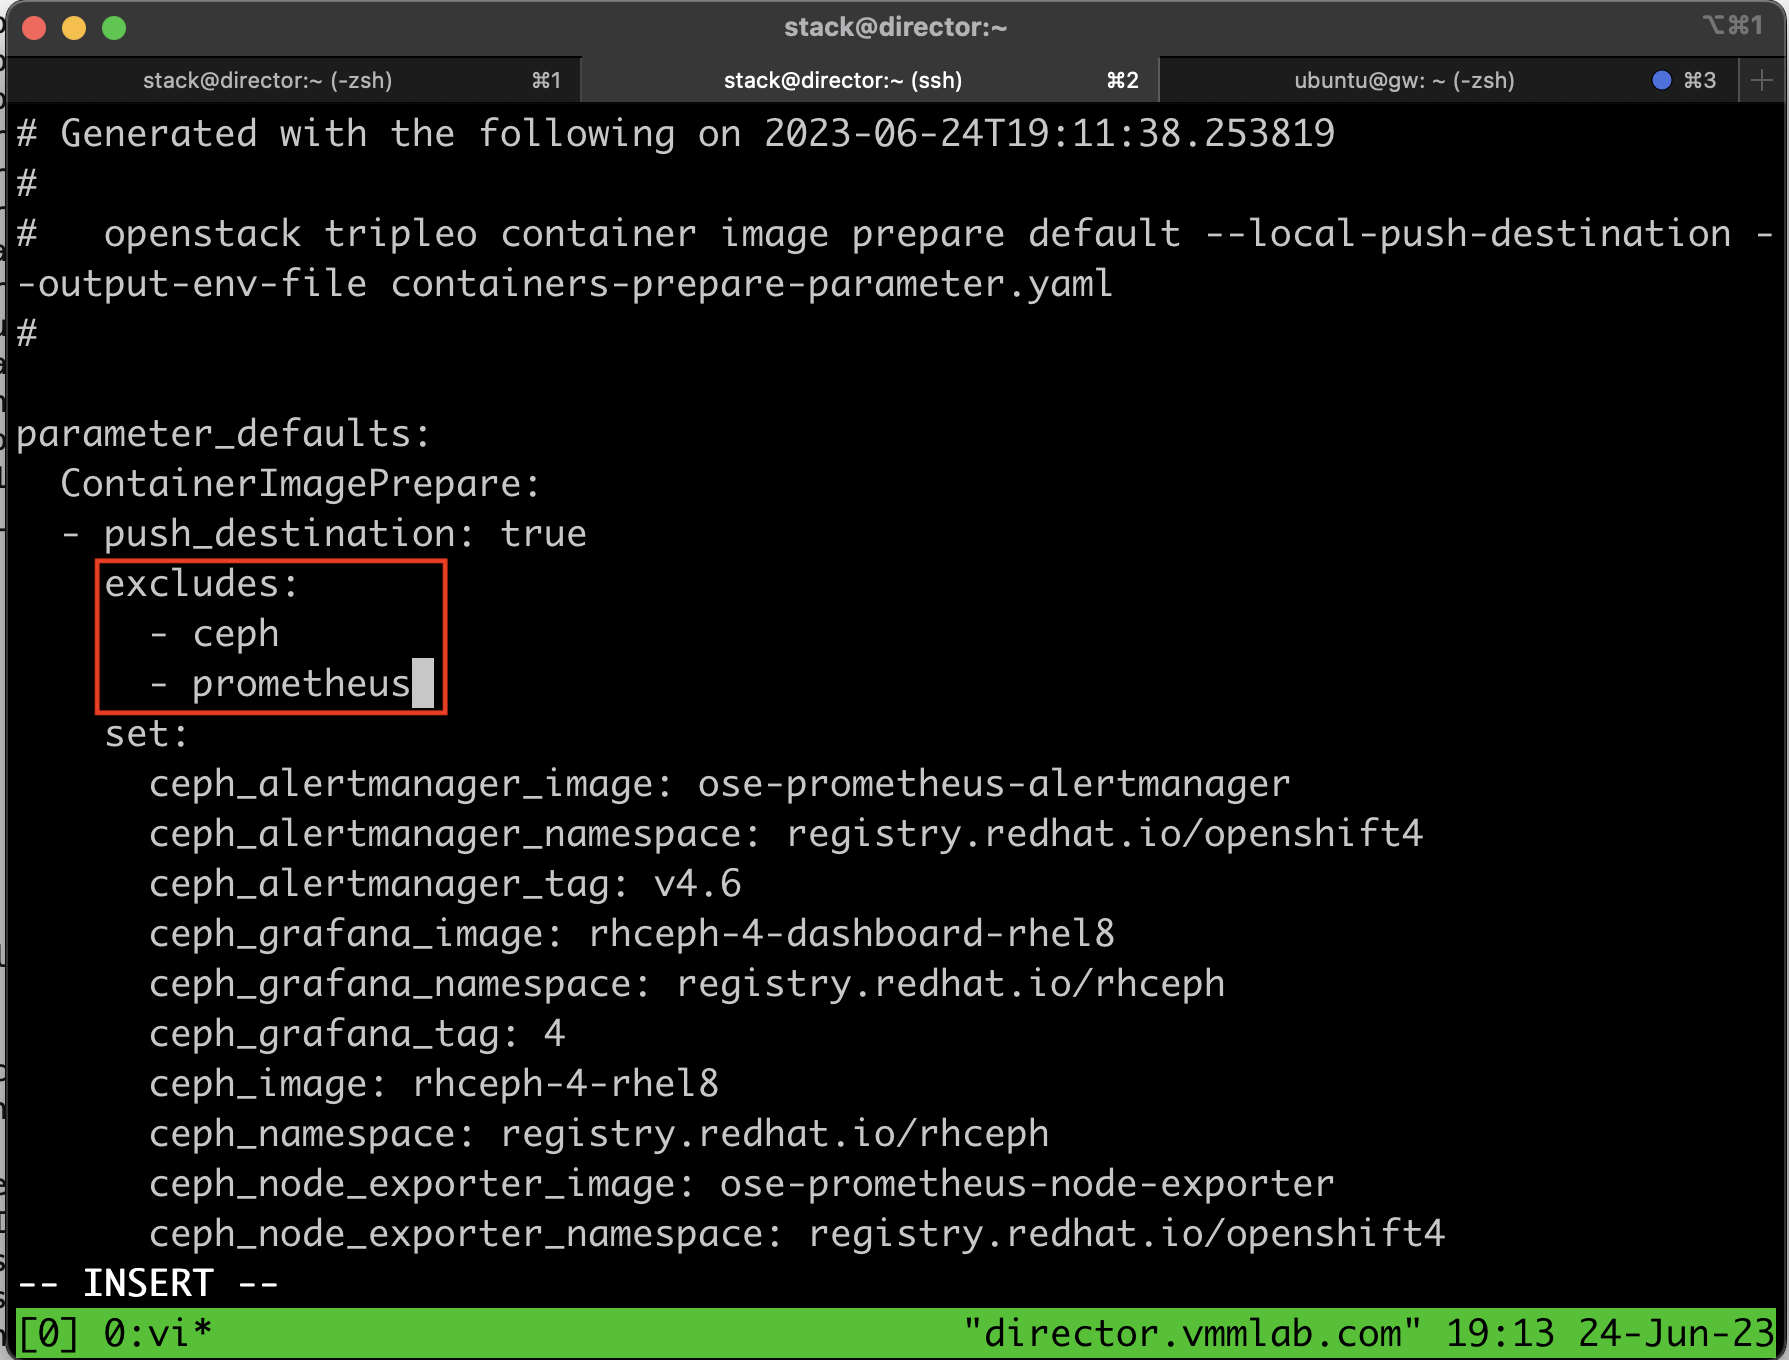 stack@director:~
⌥⌘1
stack@director:~ (-zsh) ⌘1
stack@director:~ (ssh) ⌘2
ubuntu@gw: ~ (-zsh) ⌘3
# Generated with the following on 2023-06-24T19:11:38.253819
#
#   openstack tripleo container image prepare default --local-push-destination -
-output-env-file containers-prepare-parameter.yaml
#
parameter_defaults:
  ContainerImagePrepare:
  - push_destination: true
    excludes:
      - ceph
      - prometheus
    set:
      ceph_alertmanager_image: ose-prometheus-alertmanager
      ceph_alertmanager_namespace: registry.redhat.io/openshift4
      ceph_alertmanager_tag: v4.6
      ceph_grafana_image: rhceph-4-dashboard-rhel8
      ceph_grafana_namespace: registry.redhat.io/rhceph
      ceph_grafana_tag: 4
      ceph_image: rhceph-4-rhel8
      ceph_namespace: registry.redhat.io/rhceph
      ceph_node_exporter_image: ose-prometheus-node-exporter
      ceph_node_exporter_namespace: registry.redhat.io/openshift4
-- INSERT --
[0] 0:vi* "director.vmmlab.com" 19:13 24-Jun-23